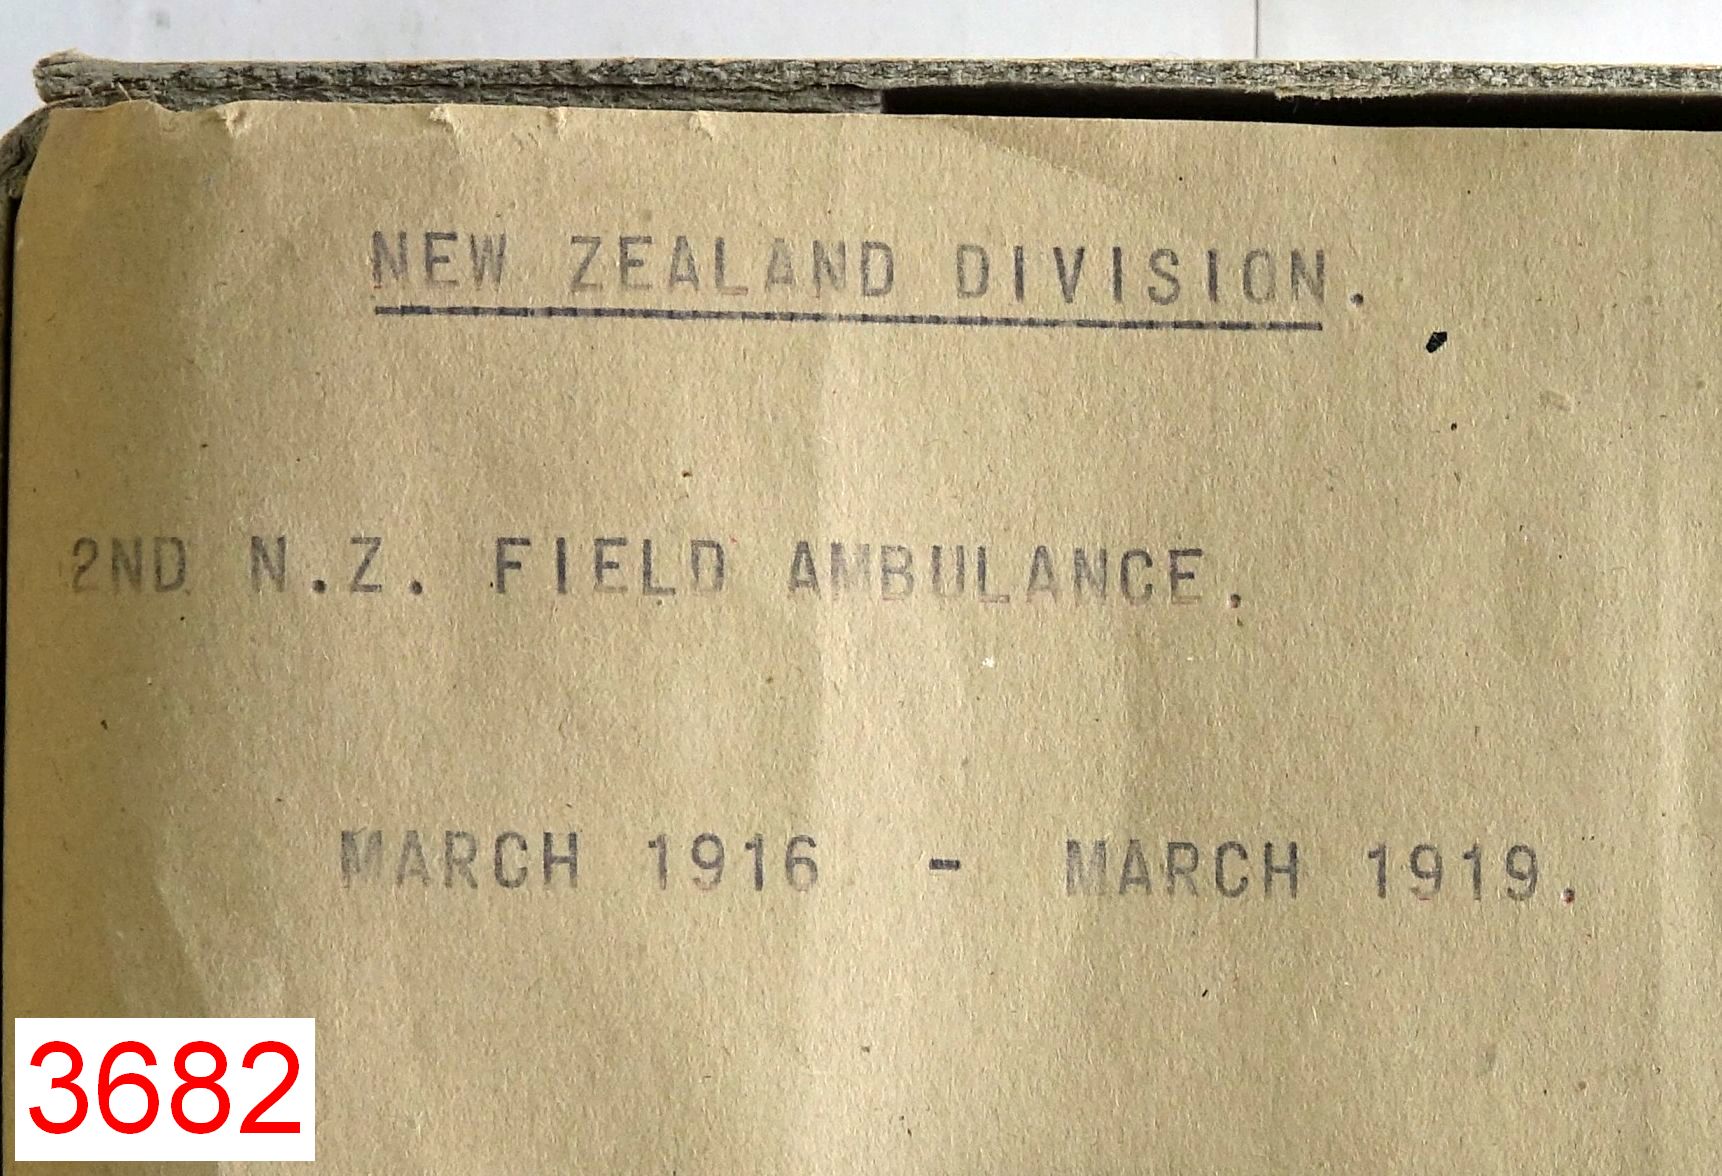 NEW ZEALAND DIVISION.
2ND N.Z. FIELD AMBULANCE.
MARCH 1916 - MARCH 1919.
3682